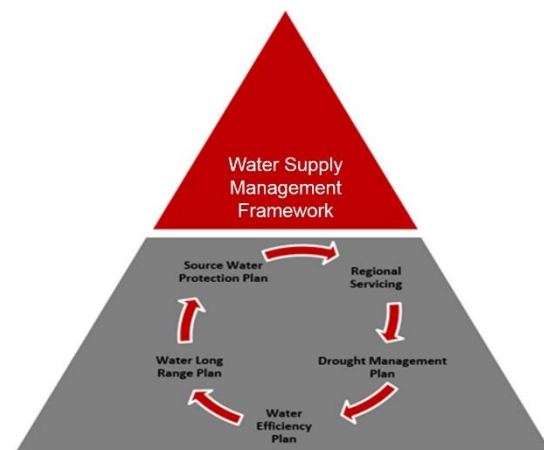 Water Supply
Management
Framework
Source Water
Protection Plan
Regional
Servicing
Water Long
Range Plan
Drought Management
Plan
Water
Efficiency
Plan